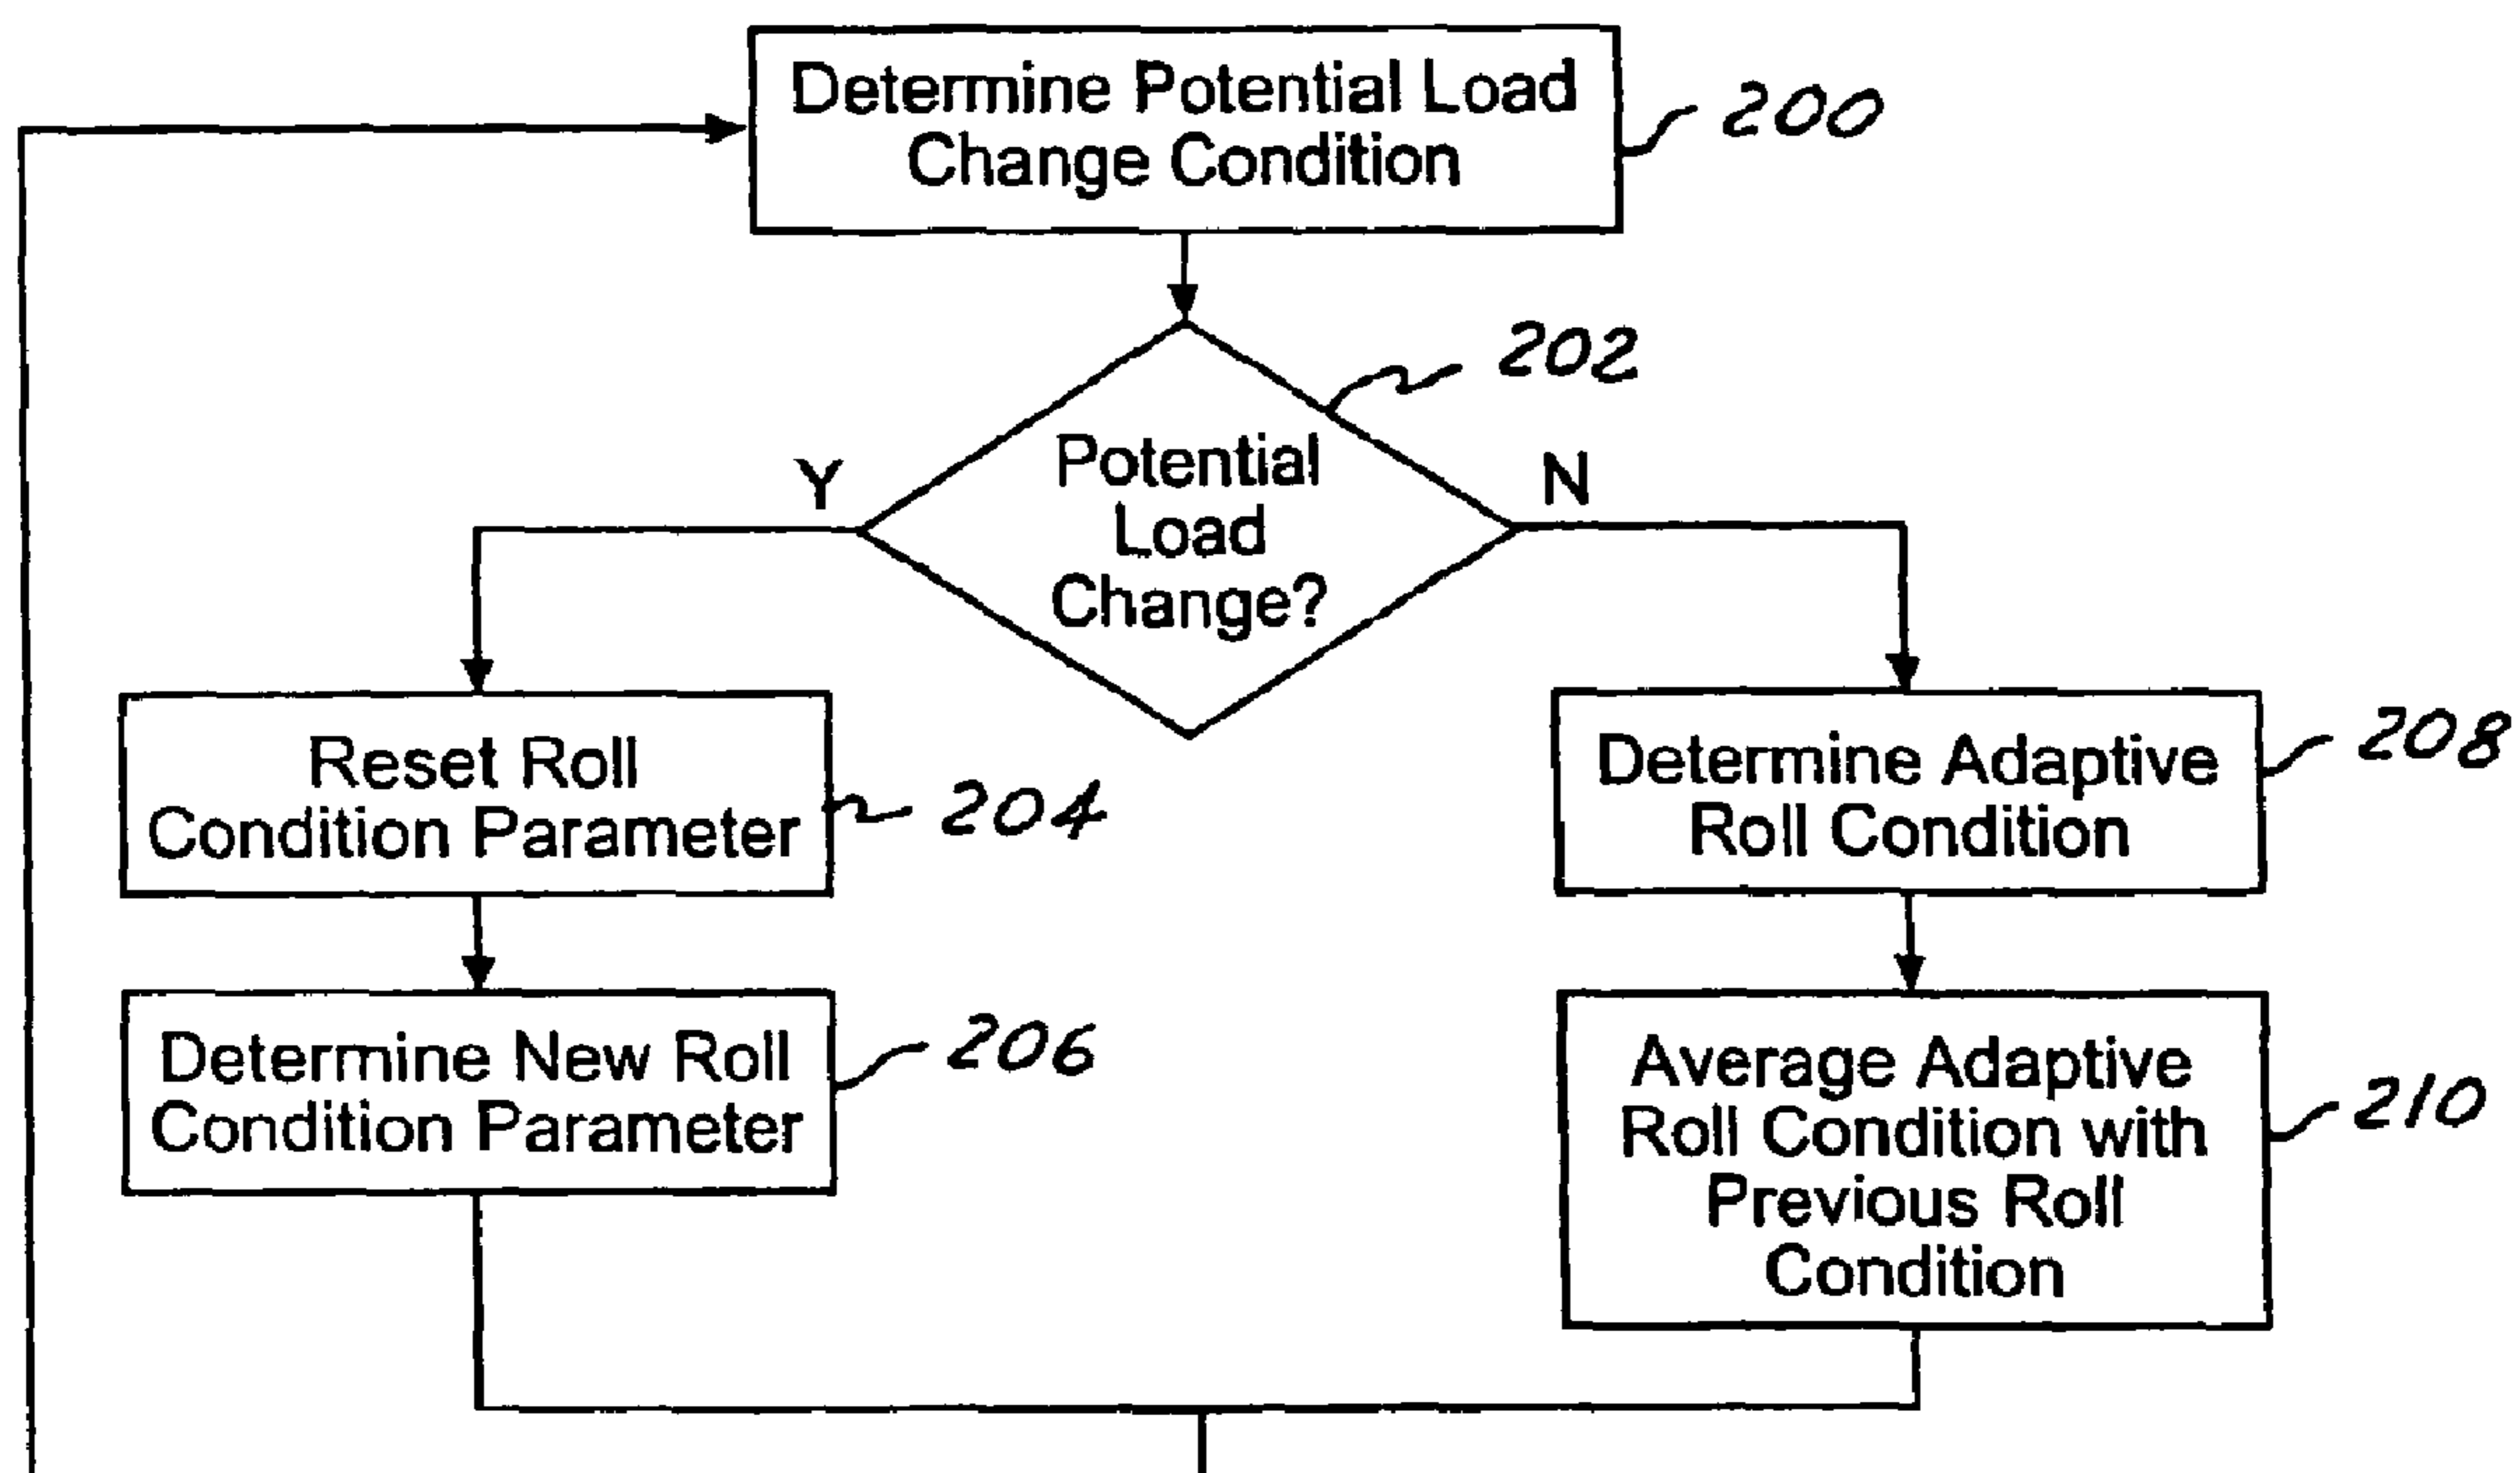 Determine Potential Load
Change Condition
200
202
Potential
Load
Change?
Y
N
Reset Roll
Condition Parameter
204
Determine Adaptive
Roll Condition
208
Determine New Roll
Condition Parameter
206
Average Adaptive
Roll Condition with
Previous Roll
Condition
210